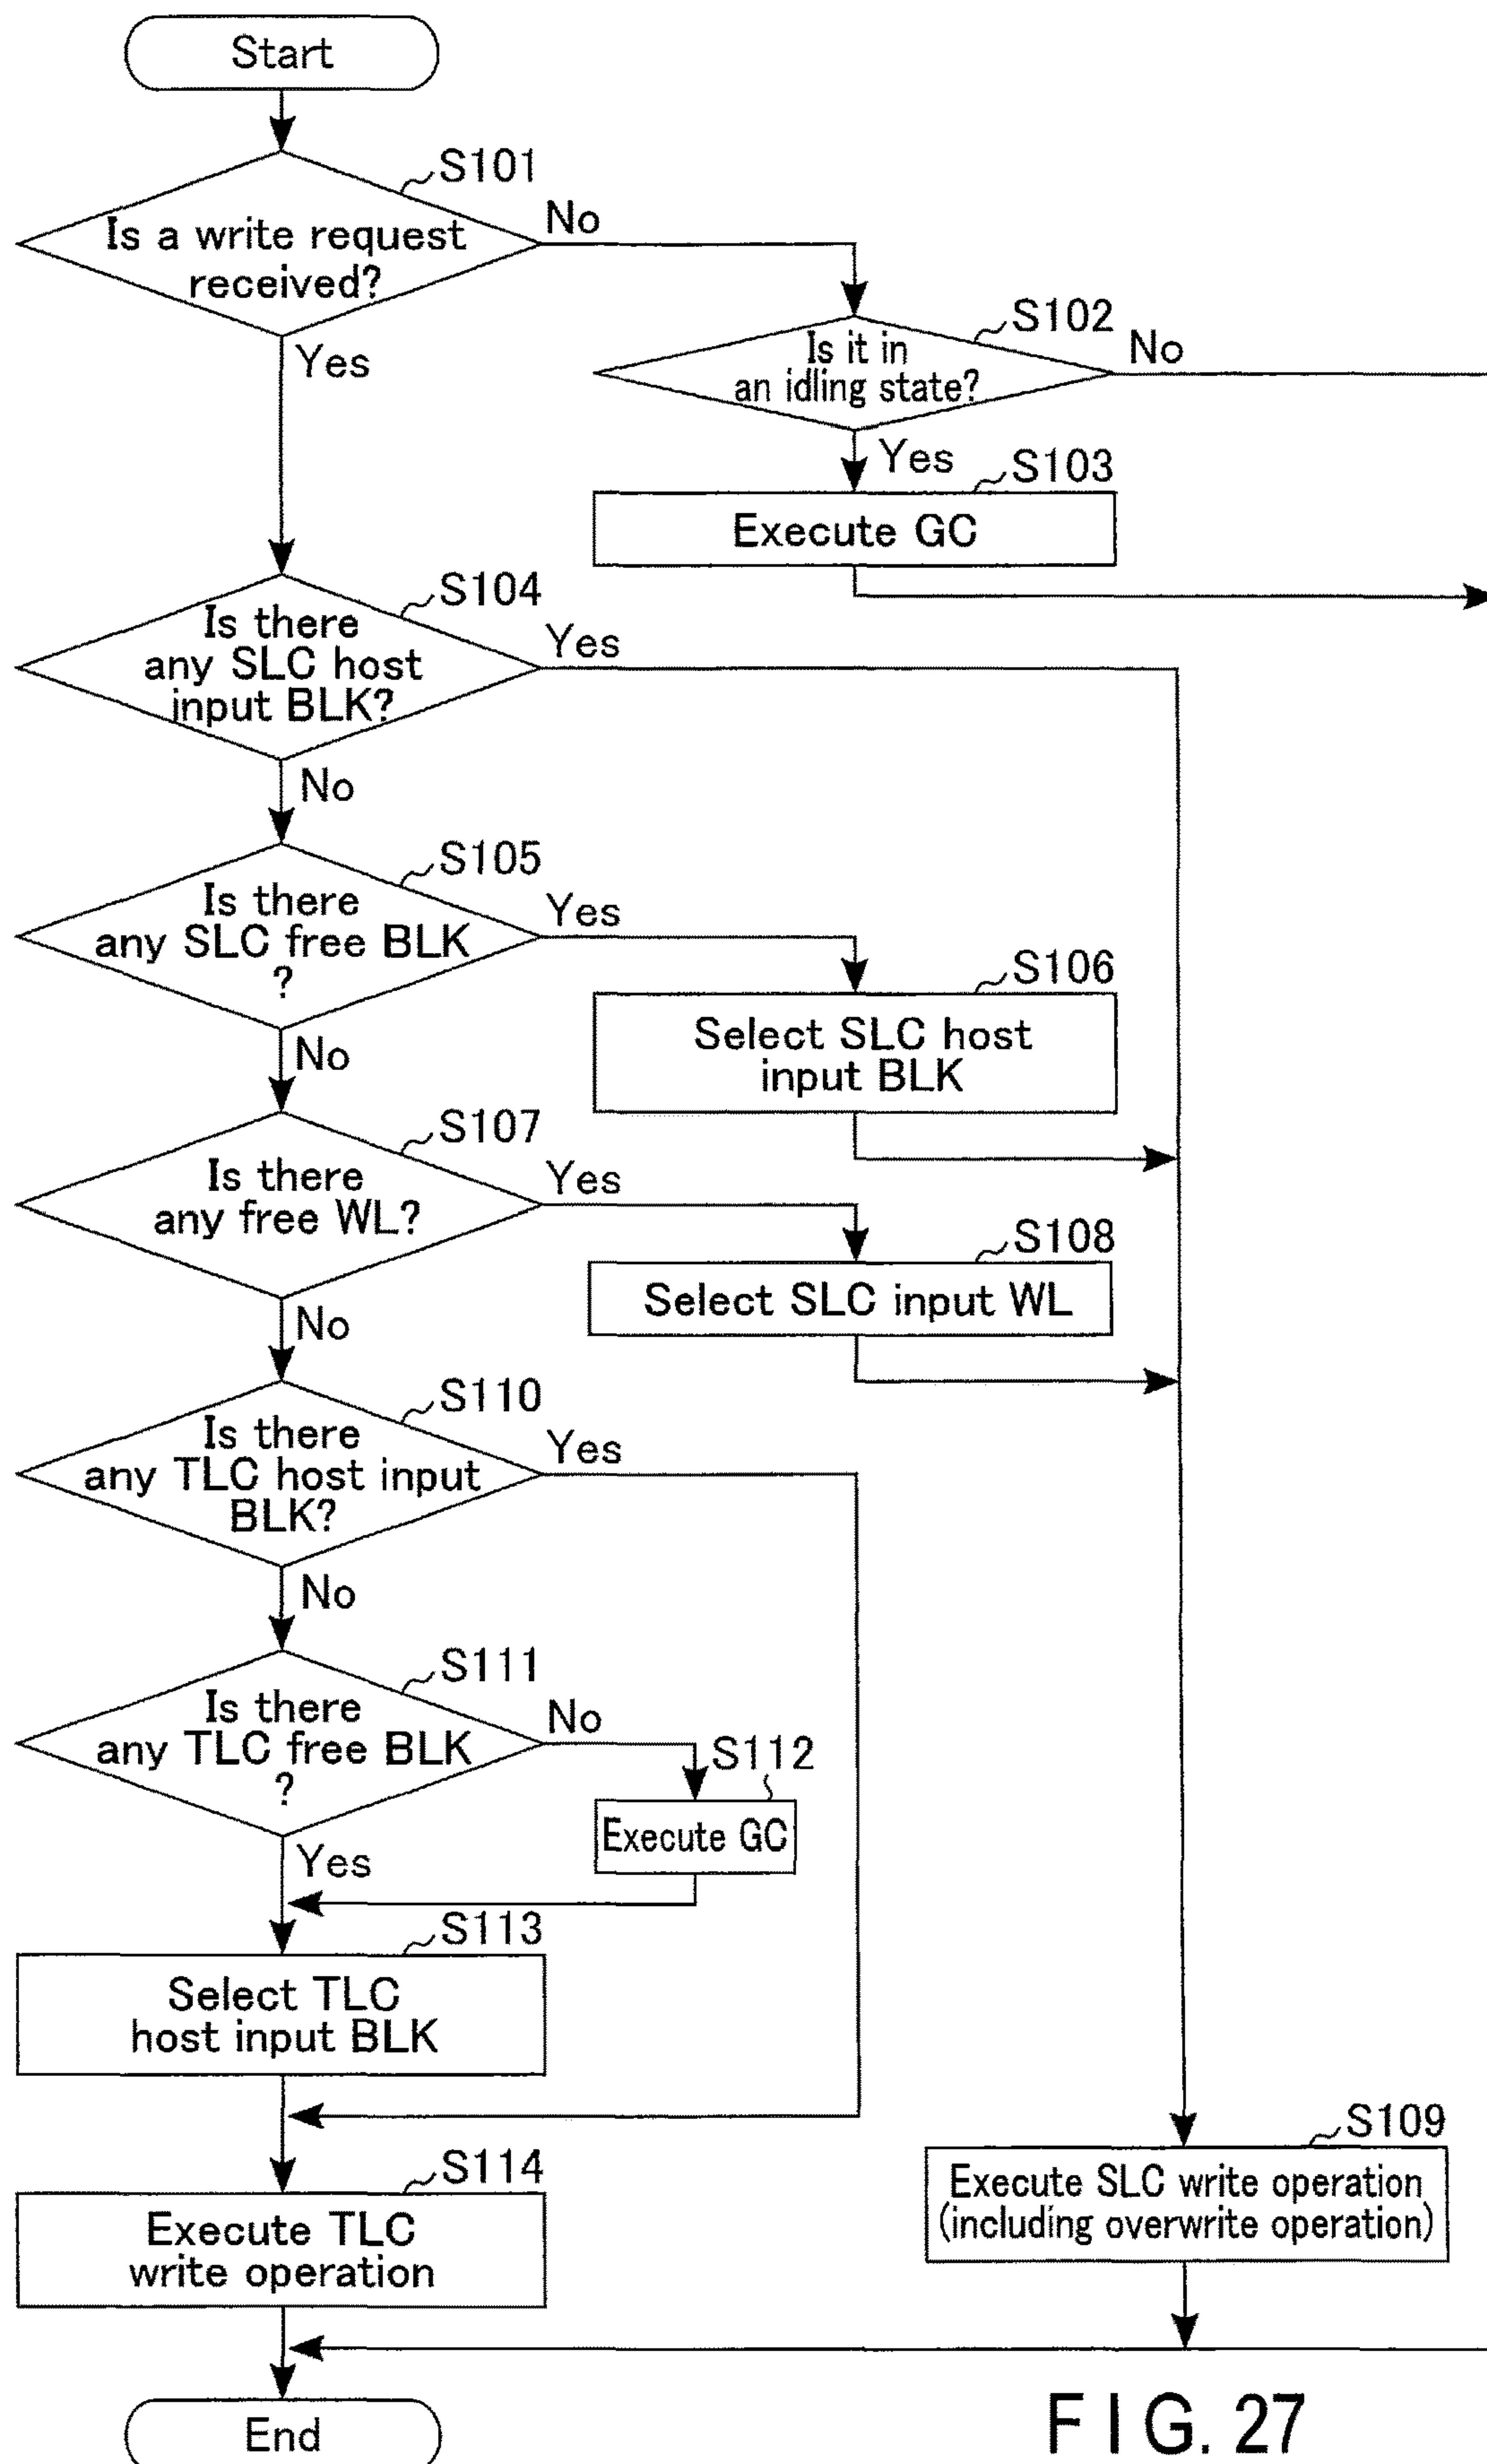 Start
S101
Is a write request
received?
No
Yes
S102
Is it in
an idling state?
No
Yes
S103
Execute GC
S104
Is there
any SLC host
input BLK?
Yes
No
S105
Is there
any SLC free BLK
?
Yes
No
S106
Select SLC host
input BLK
S107
Is there
any free WL?
Yes
No
S108
Select SLC input WL
S110
Is there
any TLC host input
BLK?
Yes
No
S111
Is there
any TLC free BLK
?
No
Yes
S112
Execute GC
S113
Select TLC
host input BLK
S109
Execute SLC write operation
(including overwrite operation)
S114
Execute TLC
write operation
End
FIG. 27